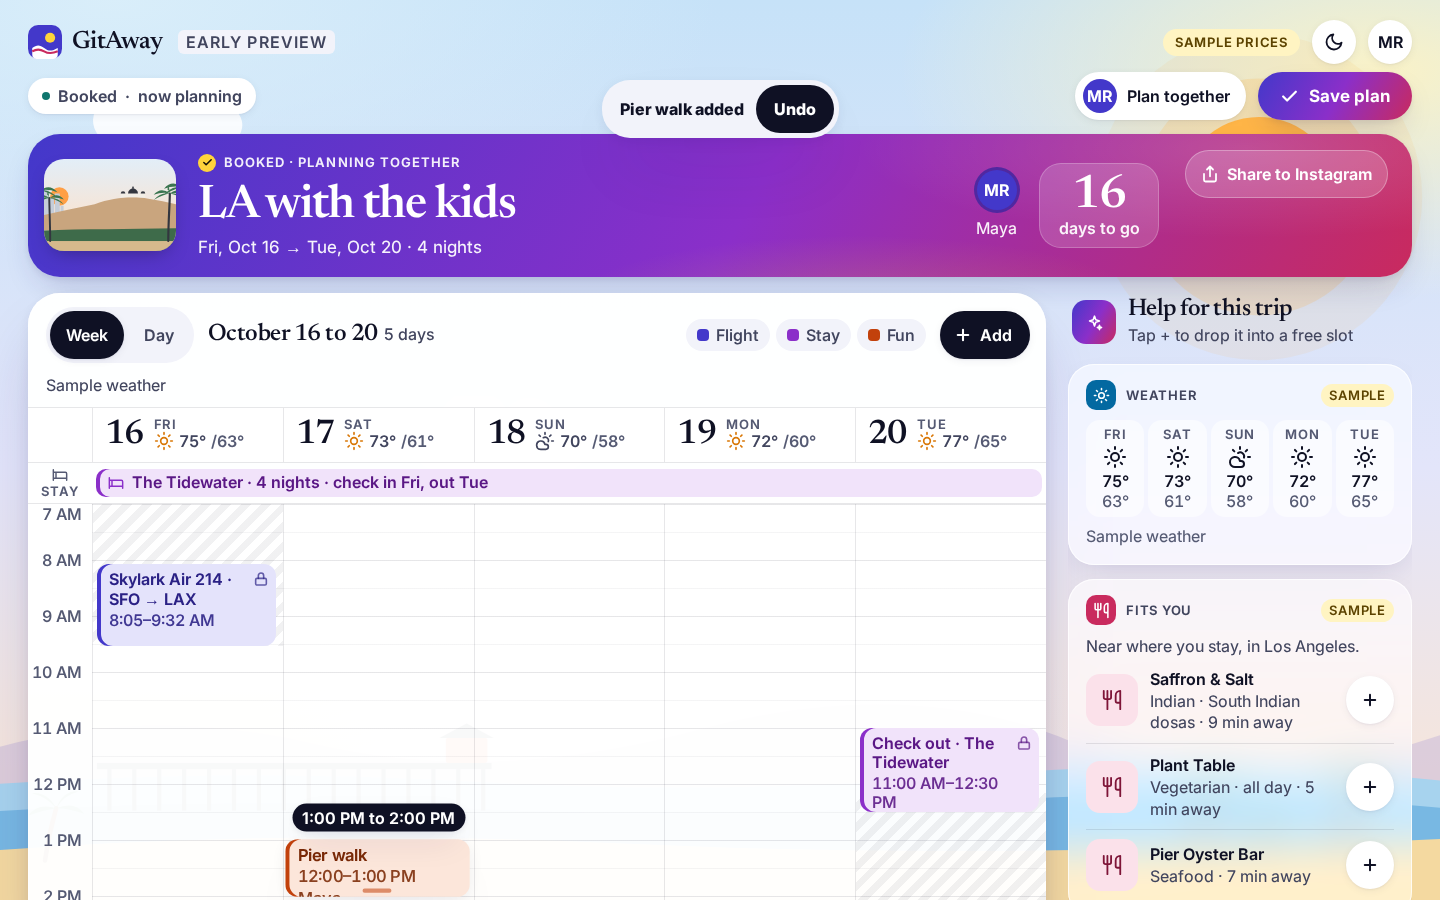 GitAway EARLY PREVIEW
SAMPLE PRICES
MR
Booked · now planning
Pier walk added Undo
MR Plan together
Save plan
BOOKED · PLANNING TOGETHER
LA with the kids
Fri, Oct 16 → Tue, Oct 20 · 4 nights
MR
Maya
16
days to go
Share to Instagram
Week Day October 16 to 20 5 days
Flight Stay Fun + Add
Sample weather
16 FRI 75° /63°
17 SAT 73° /61°
18 SUN 70° /58°
19 MON 72° /60°
20 TUE 77° /65°
STAY
The Tidewater · 4 nights · check in Fri, out Tue
7 AM
8 AM
Skylark Air 214 ·
SFO → LAX
8:05–9:32 AM
9 AM
10 AM
11 AM
Check out · The
Tidewater
11:00 AM–12:30
PM
12 PM
1:00 PM to 2:00 PM
1 PM
Pier walk
12:00–1:00 PM
Maya
2 PM
Help for this trip
Tap + to drop it into a free slot
WEATHER SAMPLE
FRI SAT SUN MON TUE
75° 73° 70° 72° 77°
63° 61° 58° 60° 65°
Sample weather
FITS YOU SAMPLE
Near where you stay, in Los Angeles.
Saffron & Salt
Indian · South Indian
dosas · 9 min away
Plant Table
Vegetarian · all day · 5
min away
Pier Oyster Bar
Seafood · 7 min away